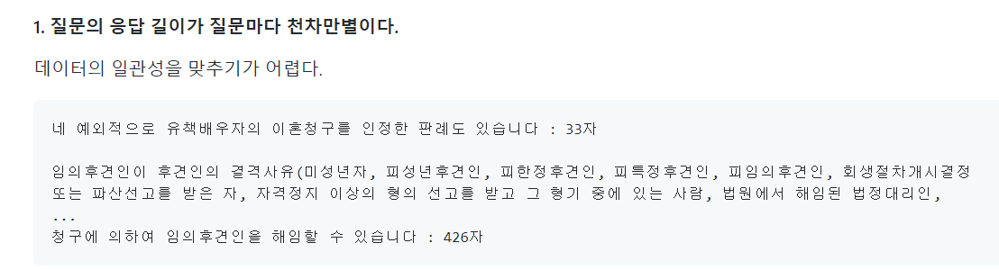 1. 질문의 응답 길이가 질문마다 천차만별이다.
데이터의 일관성을 맞추기가 어렵다.
네 예외적으로 유책배우자의 이혼청구를 인정한 판례도 있습니다 : 33자
임의후견인이 후견인의 결격사유(미성년자, 피성년후견인, 피한정후견인, 피특정후견인, 피임의후견인, 회생절차개시결정
또는 파산선고를 받은 자, 자격정지 이상의 형의 선고를 받고 그 형기 중에 있는 사람, 법원에서 해임된 법정대리인,
...
청구에 의하여 임의후견인을 해임할 수 있습니다 : 426자